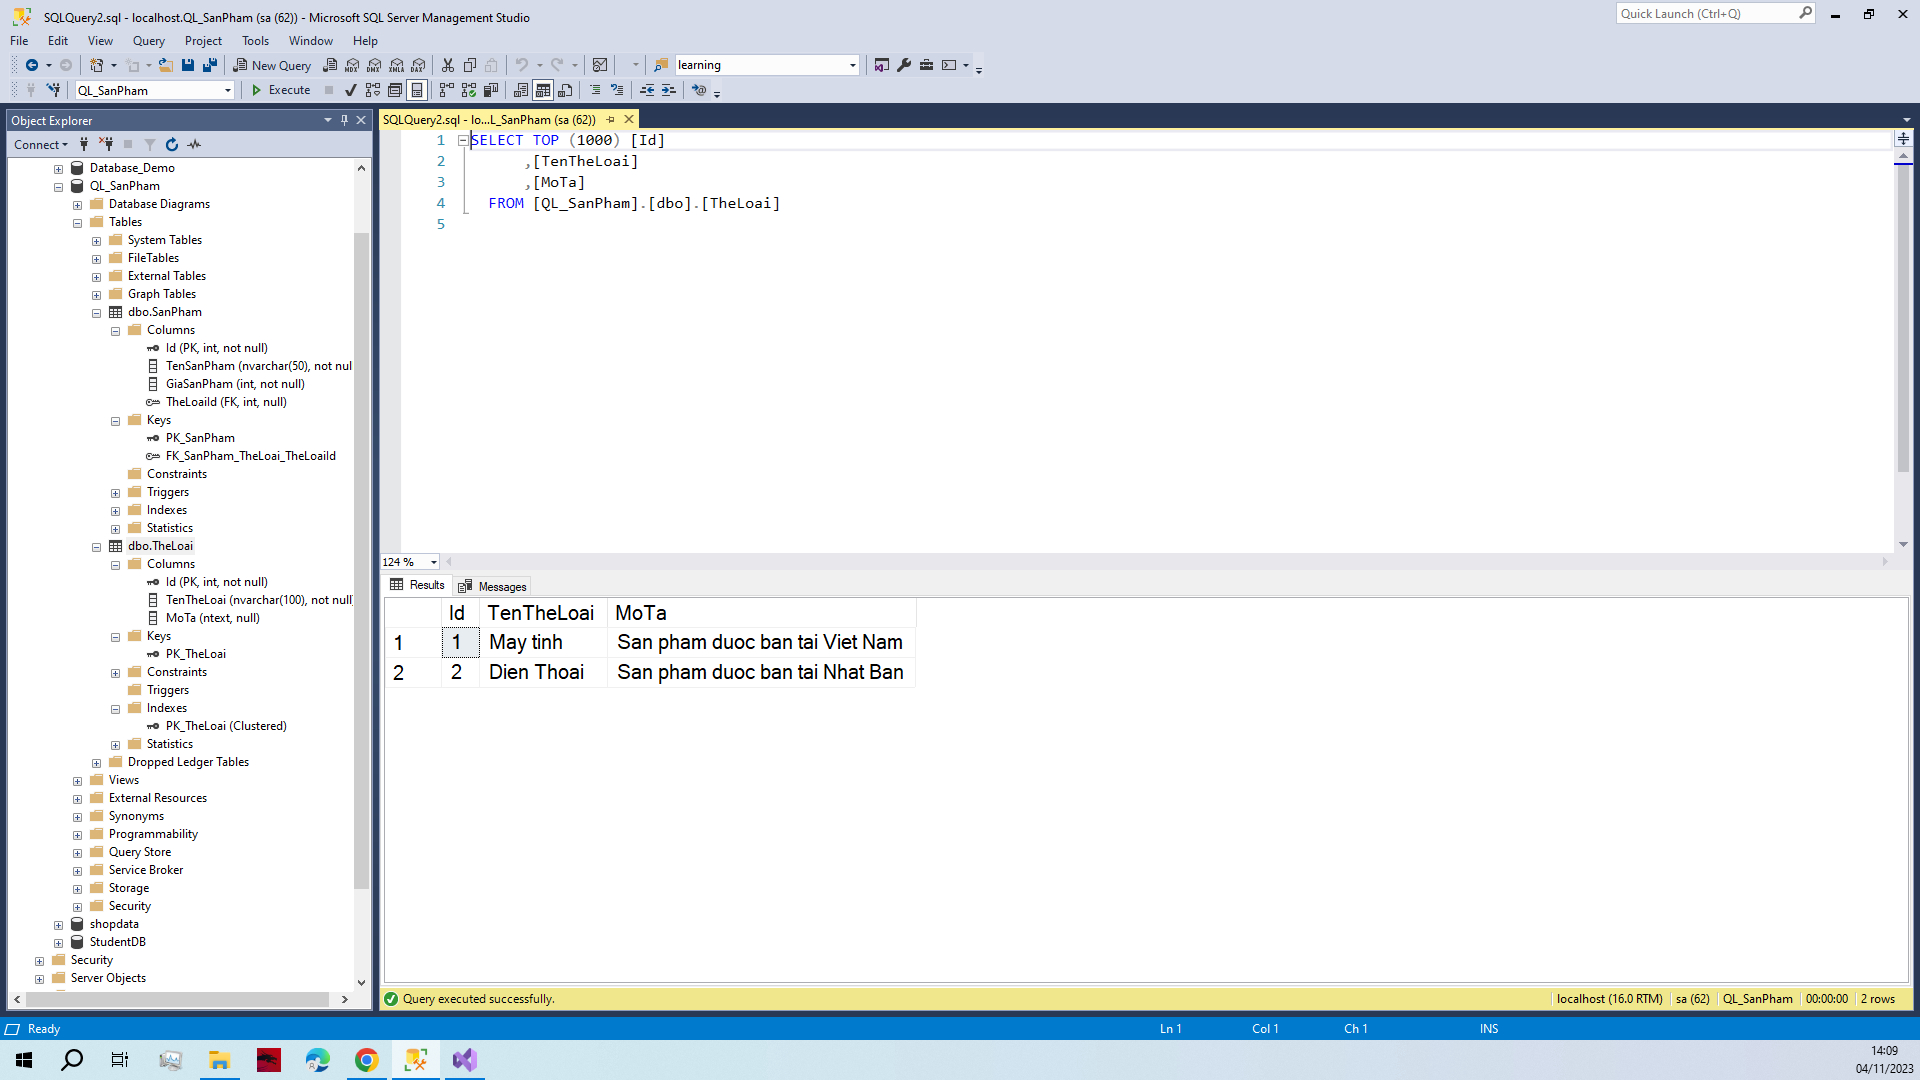 SQLQuery2.sql - localhost.QL_SanPham (sa (62)) - Microsoft SQL Server Management Studio
Quick Launch (Ctrl+Q)
File Edit View Query Project Tools Window Help
New Query
MDX DMX XMLA DAX
learning
QL_SanPham
Execute
Object Explorer
Connect
Database_Demo
QL_SanPham
Database Diagrams
Tables
System Tables
FileTables
External Tables
Graph Tables
dbo.SanPham
Columns
Id (PK, int, not null)
TenSanPham (nvarchar(50), not nul
GiaSanPham (int, not null)
TheLoaiId (FK, int, null)
Keys
PK_SanPham
FK_SanPham_TheLoai_TheLoaiId
Constraints
Triggers
Indexes
Statistics
dbo.TheLoai
Columns
Id (PK, int, not null)
TenTheLoai (nvarchar(100), not null
MoTa (ntext, null)
Keys
PK_TheLoai
Constraints
Triggers
Indexes
PK_TheLoai (Clustered)
Statistics
Dropped Ledger Tables
Views
External Resources
Synonyms
Programmability
Query Store
Service Broker
Storage
Security
shopdata
StudentDB
Security
Server Objects
SQLQuery2.sql - lo...L_SanPham (sa (62))
1 SELECT TOP (1000) [Id]
2 ,[TenTheLoai]
3 ,[MoTa]
4 FROM [QL_SanPham].[dbo].[TheLoai]
5
124 %
Results Messages
Id TenTheLoai MoTa
1 1 May tinh San pham duoc ban tai Viet Nam
2 2 Dien Thoai San pham duoc ban tai Nhat Ban
Query executed successfully.
localhost (16.0 RTM) sa (62) QL_SanPham 00:00:00 2 rows
Ready
Ln 1 Col 1 Ch 1 INS
14:09
04/11/2023